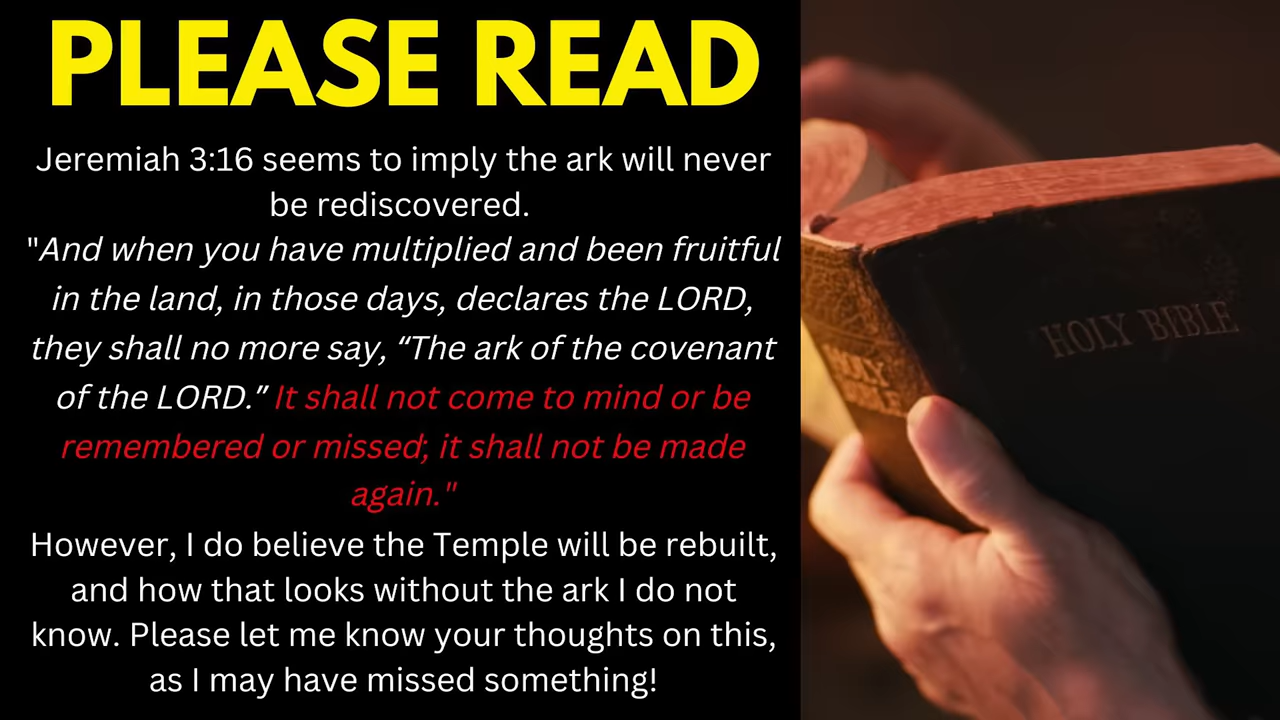 PLEASE READ
Jeremiah 3:16 seems to imply the ark will never
be rediscovered.
"And when you have multiplied and been fruitful
in the land, in those days, declares the LORD,
they shall no more say, “The ark of the covenant
of the LORD.” It shall not come to mind or be
remembered or missed; it shall not be made
again."
However, I do believe the Temple will be rebuilt,
and how that looks without the ark I do not
know. Please let me know your thoughts on this,
as I may have missed something!
HOLY BIBLE
HOLY
BIBLE